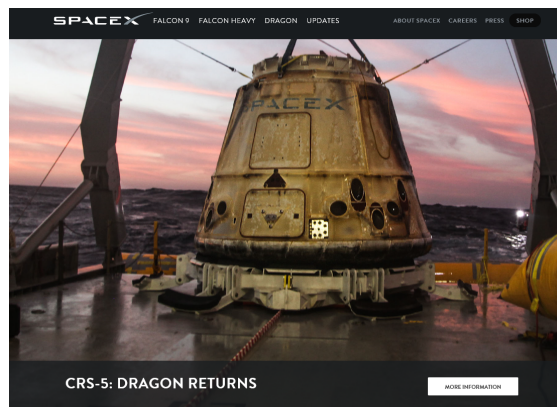 SPACEX FALCON 9 FALCON HEAVY DRAGON UPDATES ABOUT SPACEX CAREERS PRESS SHOP
SPACEX
CRS-5: DRAGON RETURNS
MORE INFORMATION